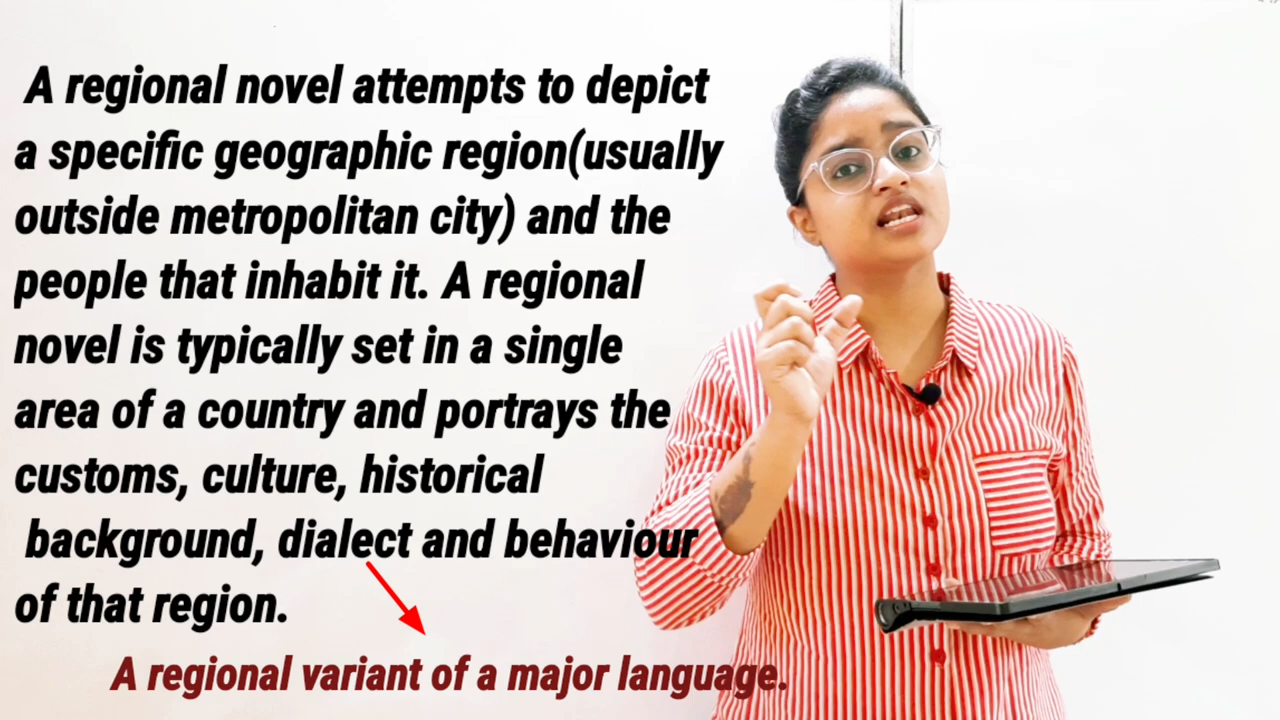 A regional novel attempts to depict
a specific geographic region(usually
outside metropolitan city) and the
people that inhabit it. A regional
novel is typically set in a single
area of a country and portrays the
customs, culture, historical
background, dialect and behaviour
of that region.
A regional variant of a major language.